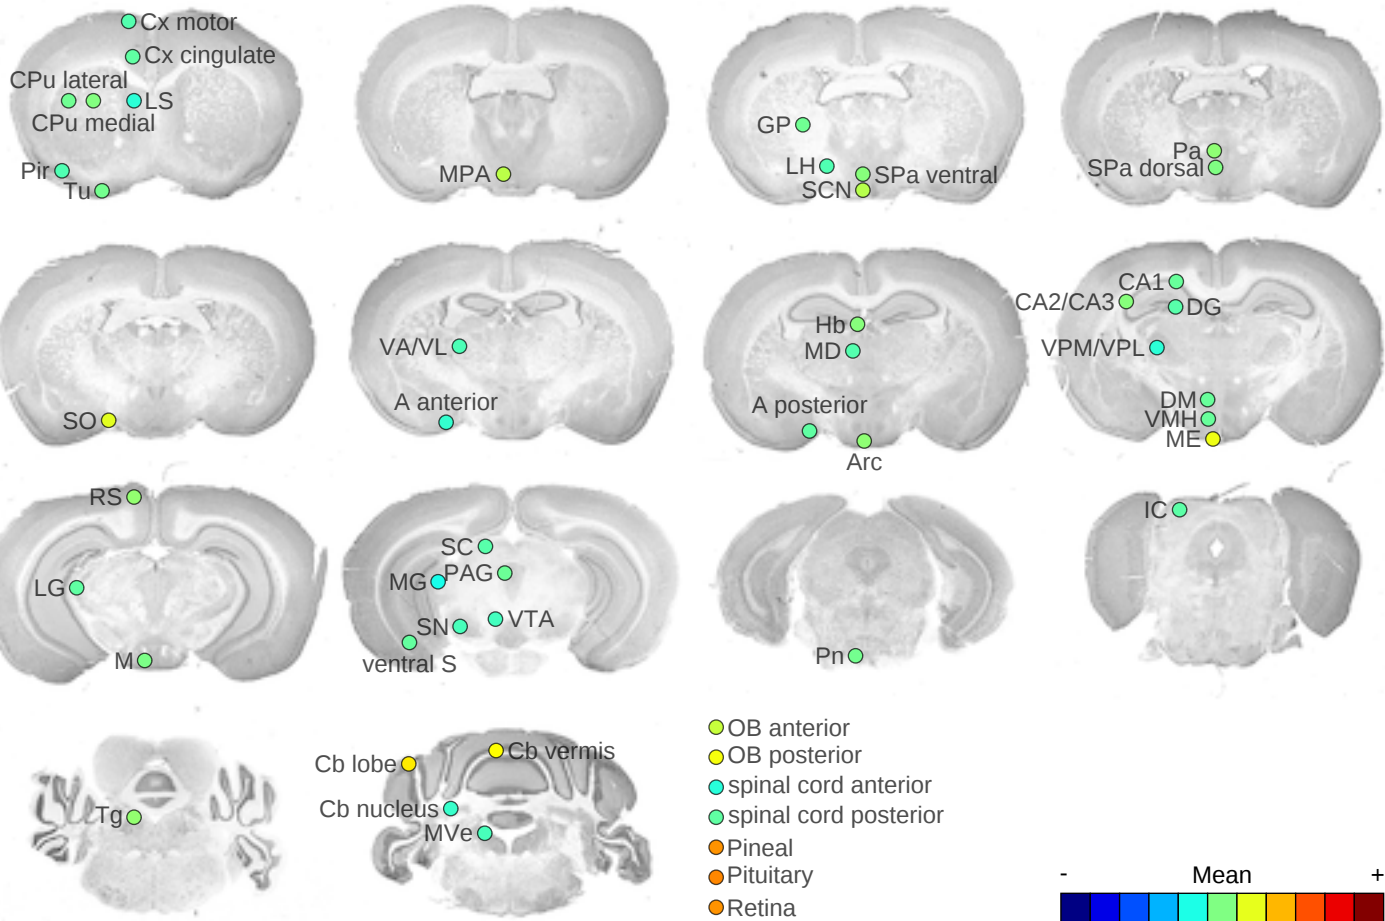 Cx motor
Cx cingulate
CPu lateral
LS
CPu medial
Pir
Tu
MPA
GP
LH
SPa ventral
SCN
Pa
SPa dorsal
SO
VA/VL
A anterior
Hb
MD
A posterior
Arc
CA1
CA2/CA3
DG
VPM/VPL
DM
VMH
ME
RS
LG
M
SC
PAG
MG
VTA
SN
ventral S
Pn
IC
Tg
Cb vermis
Cb lobe
Cb nucleus
MVe
OB anterior
OB posterior
spinal cord anterior
spinal cord posterior
Pineal
Pituitary
Retina
- Mean +